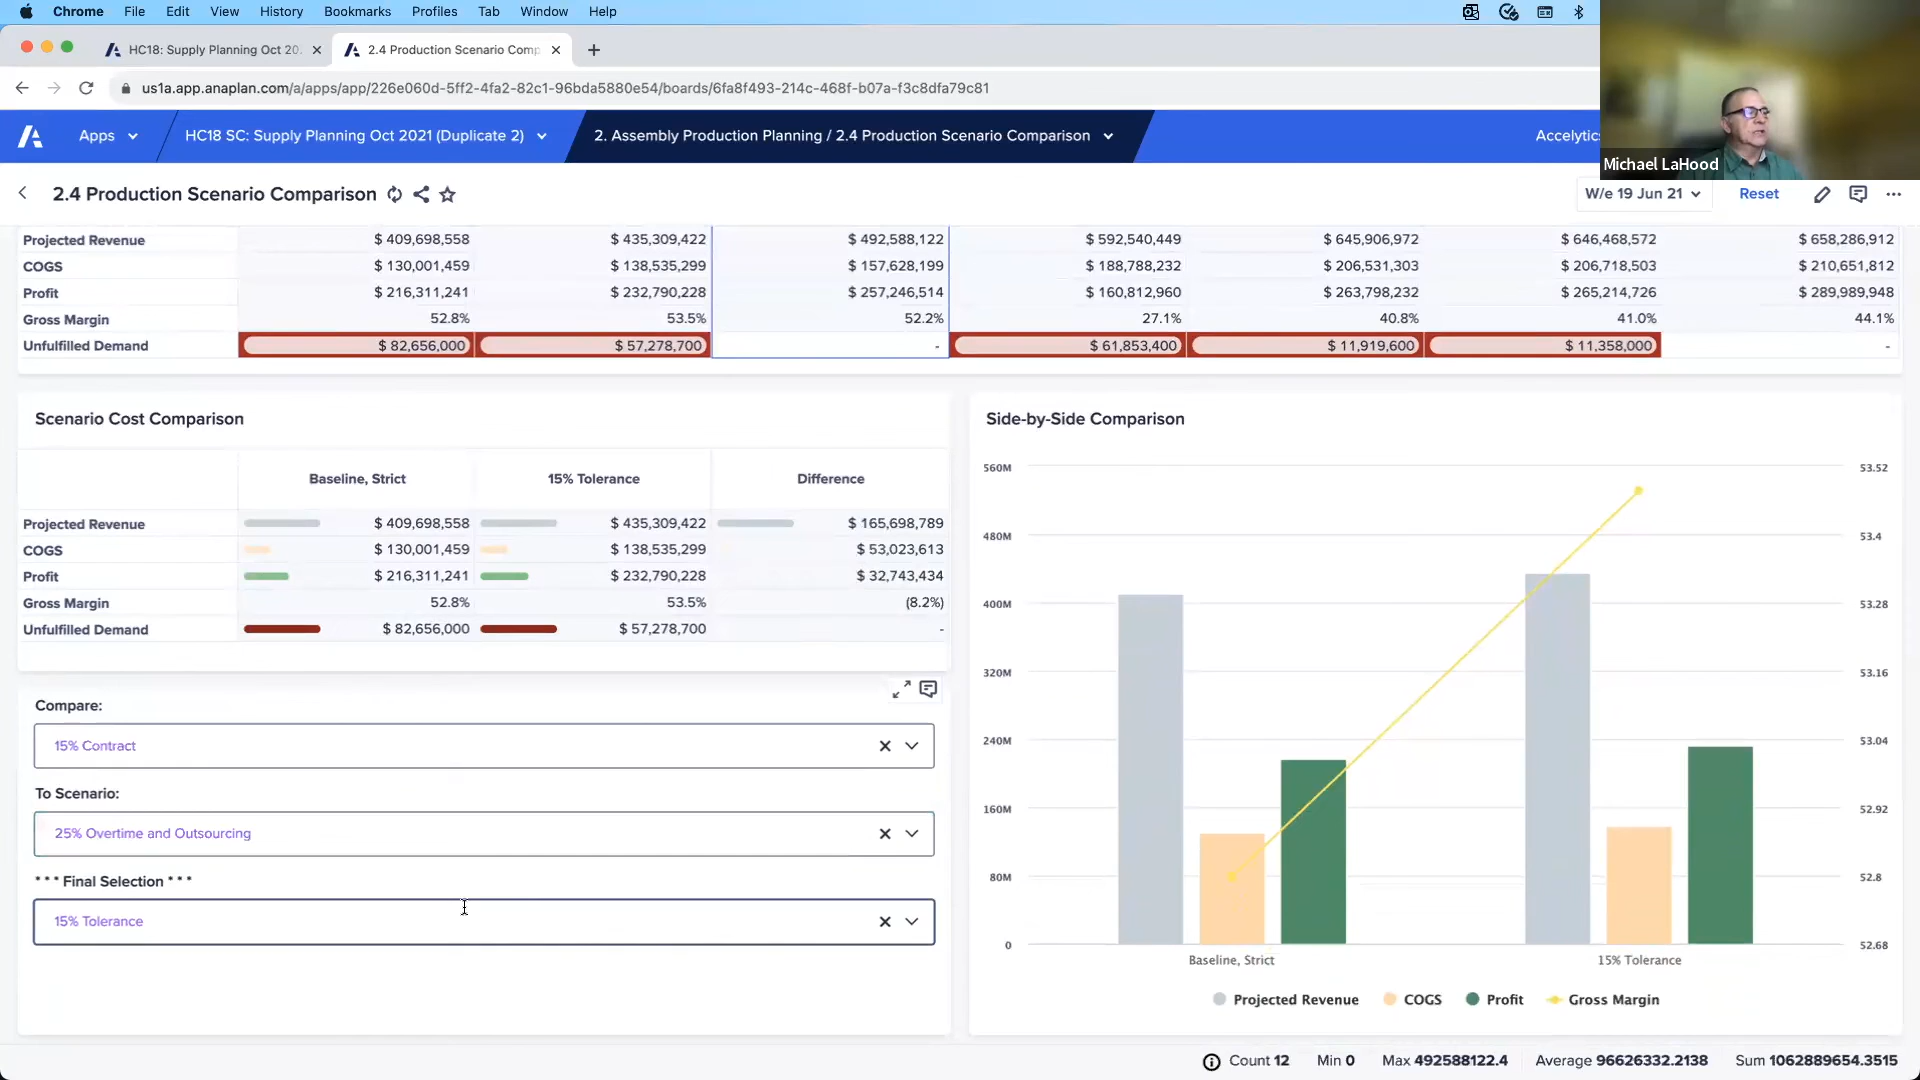 Chrome File Edit View History Bookmarks Profiles Tab Window Help
HC18: Supply Planning Oct 20
2.4 Production Scenario Comp
us1a.app.anaplan.com/a/apps/app/226e060d-5ff2-4fa2-82c1-96bda5880e54/boards/6fa8f493-214c-468f-b07a-f3c8dfa79c81
Apps HC18 SC: Supply Planning Oct 2021 (Duplicate 2) 2. Assembly Production Planning / 2.4 Production Scenario Comparison Accelytics
Michael LaHood
2.4 Production Scenario Comparison W/e 19 Jun 21 Reset
Projected Revenue $ 409,698,558 $ 435,309,422 $ 492,588,122 $ 592,540,449 $ 645,906,972 $ 646,468,572 $ 658,286,912
COGS $ 130,001,459 $ 138,535,299 $ 157,628,199 $ 188,788,232 $ 206,531,303 $ 206,718,503 $ 210,651,812
Profit $ 216,311,241 $ 232,790,228 $ 257,246,514 $ 160,812,960 $ 263,798,232 $ 265,214,726 $ 289,989,948
Gross Margin 52.8% 53.5% 52.2% 27.1% 40.8% 41.0% 44.1%
Unfulfilled Demand $ 82,656,000 $ 57,278,700 - $ 61,853,400 $ 11,919,600 $ 11,358,000 -
Scenario Cost Comparison
Baseline, Strict 15% Tolerance Difference
Projected Revenue $ 409,698,558 $ 435,309,422 $ 165,698,789
COGS $ 130,001,459 $ 138,535,299 $ 53,023,613
Profit $ 216,311,241 $ 232,790,228 $ 32,743,434
Gross Margin 52.8% 53.5% (8.2%)
Unfulfilled Demand $ 82,656,000 $ 57,278,700 -
Compare:
15% Contract
To Scenario:
25% Overtime and Outsourcing
* * * Final Selection * * *
15% Tolerance
Side-by-Side Comparison
560M 53.52
480M 53.4
400M 53.28
320M 53.16
240M 53.04
160M 52.92
80M 52.8
0 52.68
Baseline, Strict 15% Tolerance
Projected Revenue COGS Profit Gross Margin
Count 12 Min 0 Max 492588122.4 Average 96626332.2138 Sum 1062889654.3515